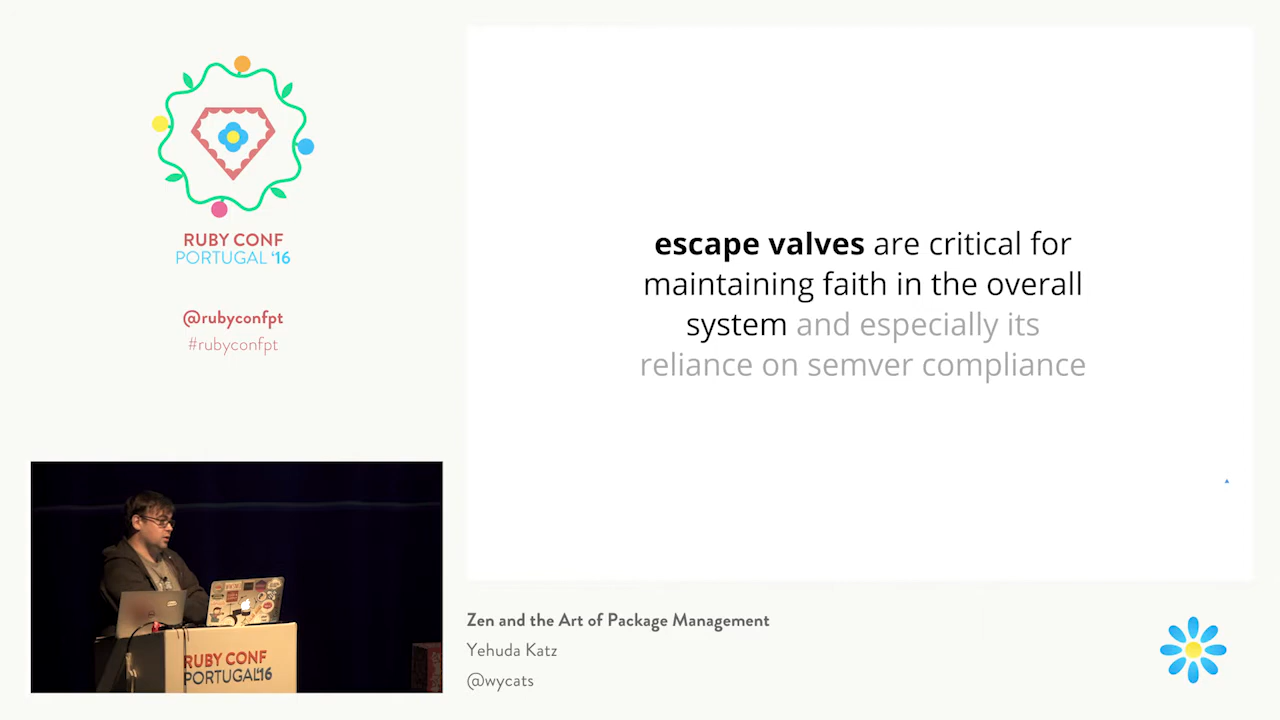 RUBY CONF
PORTUGAL '16
@rubyconfpt
#rubyconfpt
escape valves are critical for
maintaining faith in the overall
system and especially its
reliance on semver compliance
RUBY CONF
PORTUGAL'16
Zen and the Art of Package Management
Yehuda Katz
@wycats